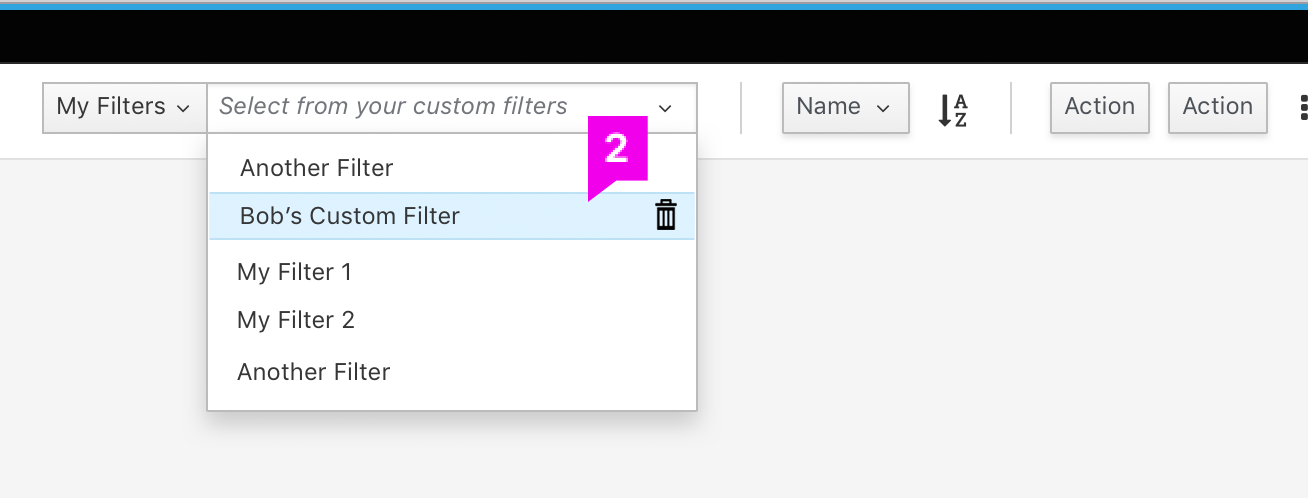 My Filters
Select from your custom filters
Name
A
Z
Action
Action
2
Another Filter
Bob’s Custom Filter
My Filter 1
My Filter 2
Another Filter